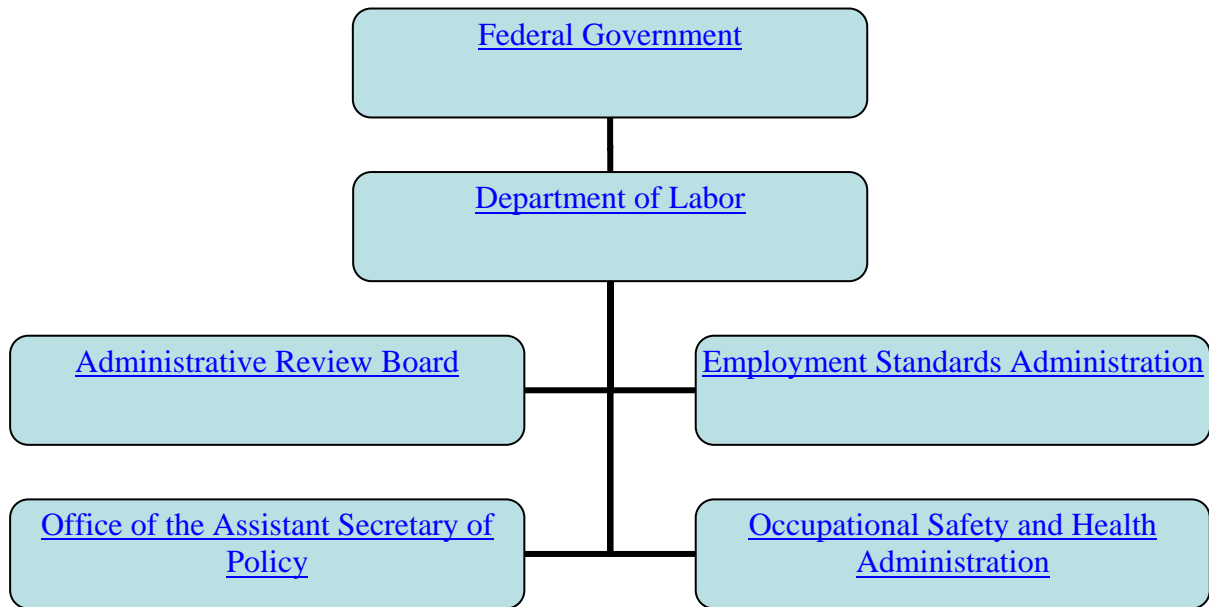 Federal Government
Department of Labor
Administrative Review Board
Employment Standards Administration
Office of the Assistant Secretary of
Policy
Occupational Safety and Health
Administration